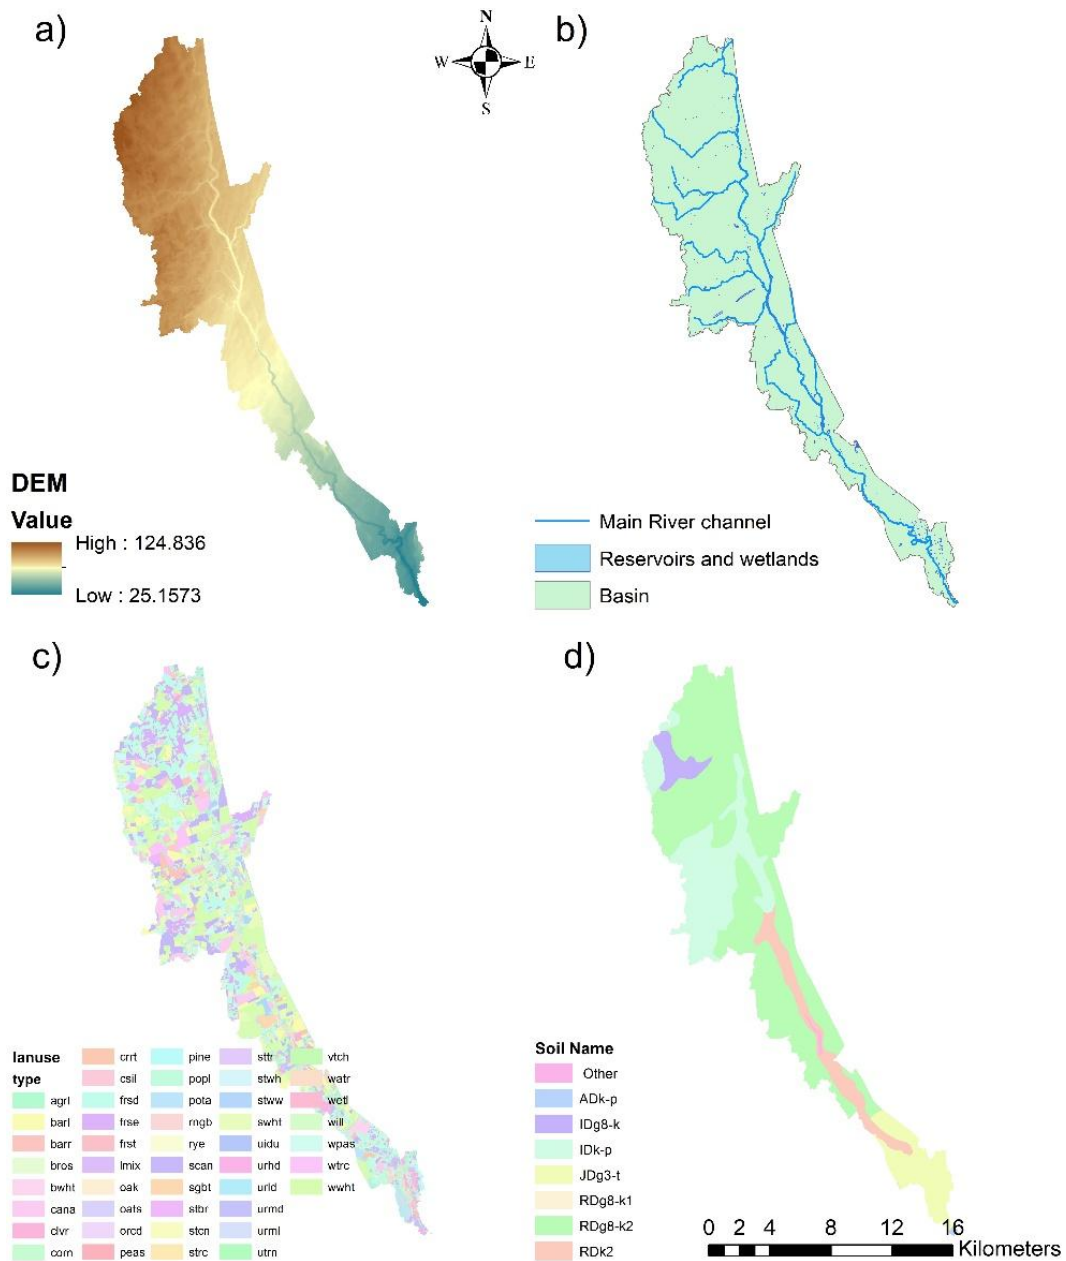 a)
b)
N
W E
S
DEM
Value
High : 124.836
Low : 25.1573
Main River channel
Reservoirs and wetlands
Basin
c)
d)
lanuse
type
agrl
barl
barr
bros
bwht
cana
clvr
corn
crrt
csil
frsd
frse
frst
lmix
oak
oats
orcd
peas
pine
popl
pota
rngb
rye
scan
sgbt
stbr
stcn
strc
sttr
stwh
stww
swht
uidu
urhd
urld
urmd
urml
utrn
vtch
watr
wetl
will
wpas
wtrc
wwht
Soil Name
Other
ADk-p
IDg8-k
IDk-p
JDg3-t
RDg8-k1
RDg8-k2
RDk2
0 2 4 8 12 16
Kilometers